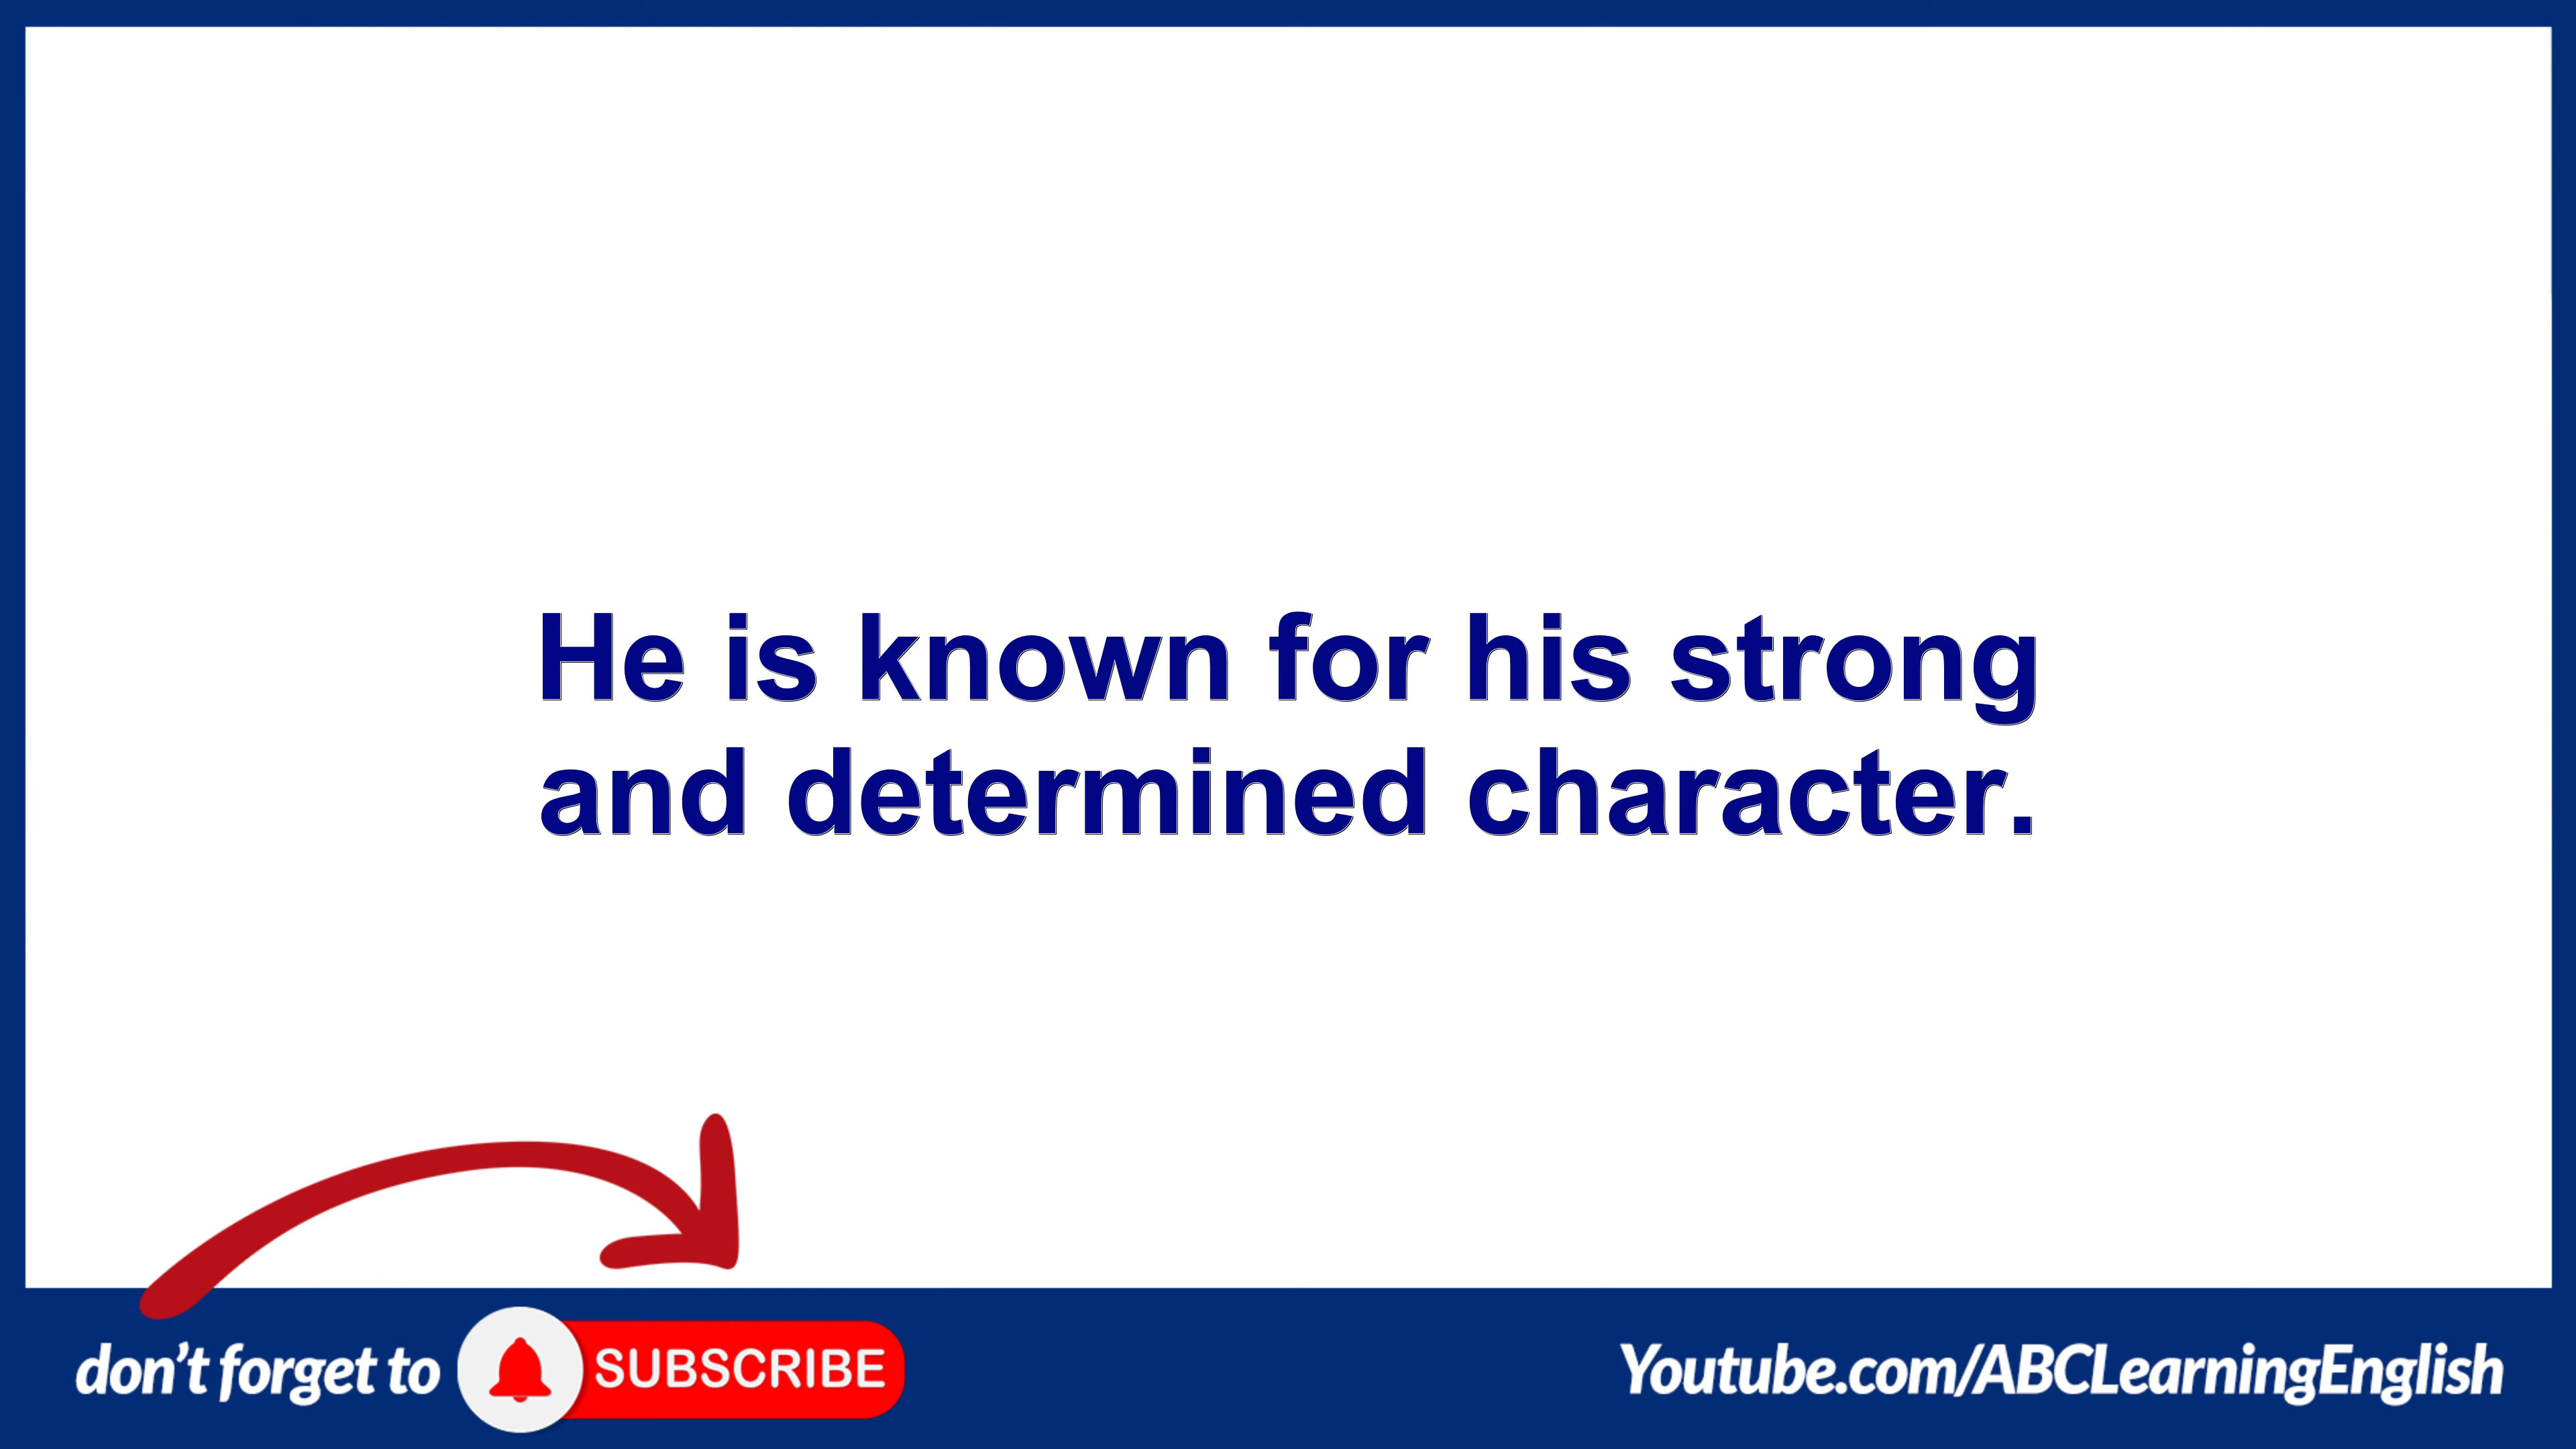 He is known for his strong
and determined character.
don't forget to SUBSCRIBE
Youtube.com/ABCLearningEnglish